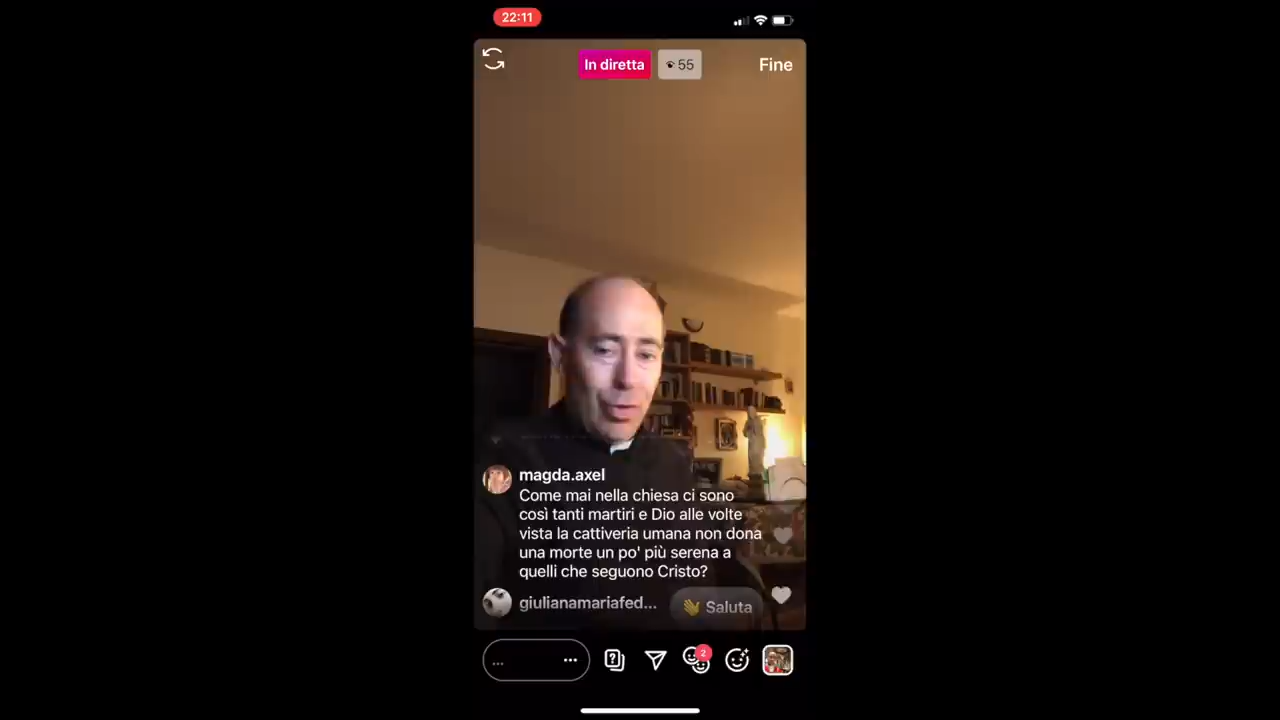 22:11
In diretta 55 Fine
magda.axel
Come mai nella chiesa ci sono
così tanti martiri e Dio alle volte
vista la cattiveria umana non dona
una morte un po' più serena a
quelli che seguono Cristo?
giulianamariafed...
👋 Saluta
...
2